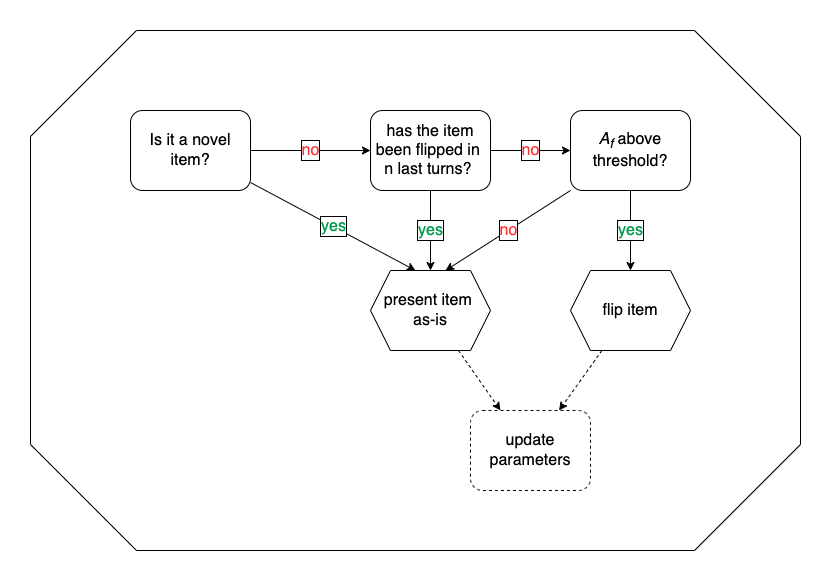 Is it a novel
item?
no
has the item
been flipped in
n last turns?
no
A_f above
threshold?
yes
yes
no
yes
present item
as-is
flip item
update
parameters